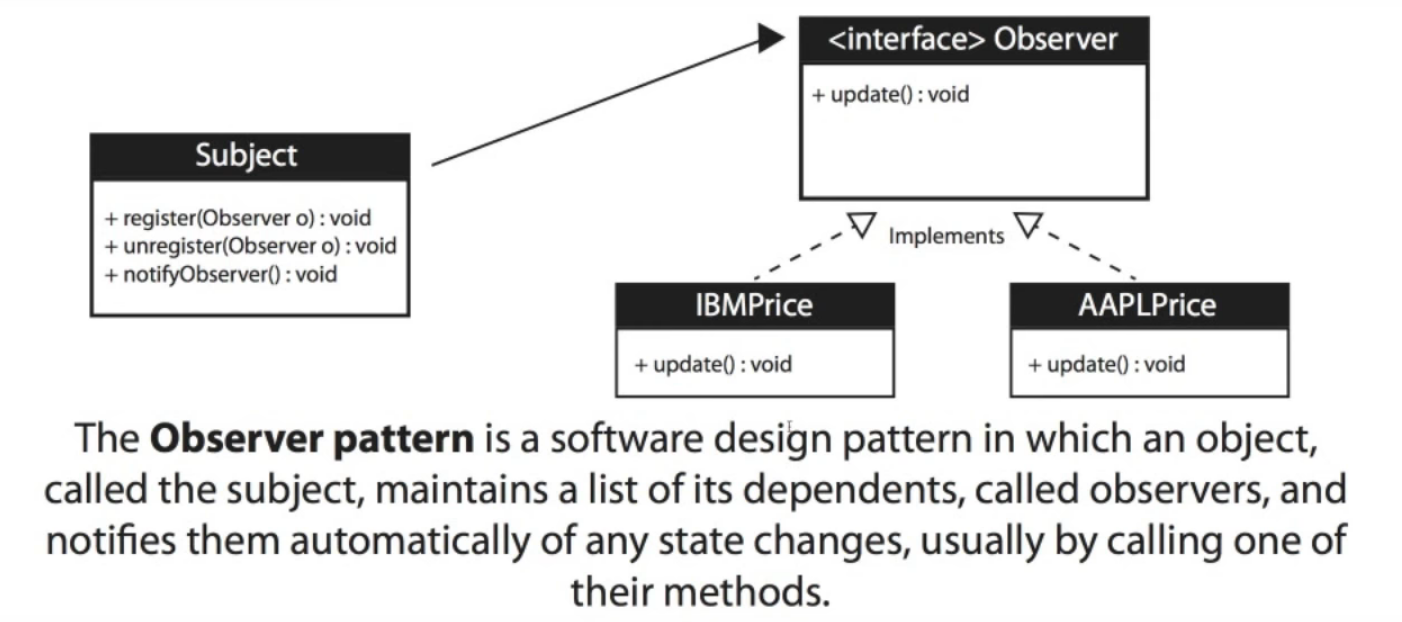 <interface> Observer
+ update() : void
Subject
+ register(Observer o) : void
+ unregister(Observer o) : void
+ notifyObserver() : void
Implements
IBMPrice
+ update() : void
AAPLPrice
+ update() : void
The Observer pattern is a software design pattern in which an object,
called the subject, maintains a list of its dependents, called observers, and
notifies them automatically of any state changes, usually by calling one of
their methods.